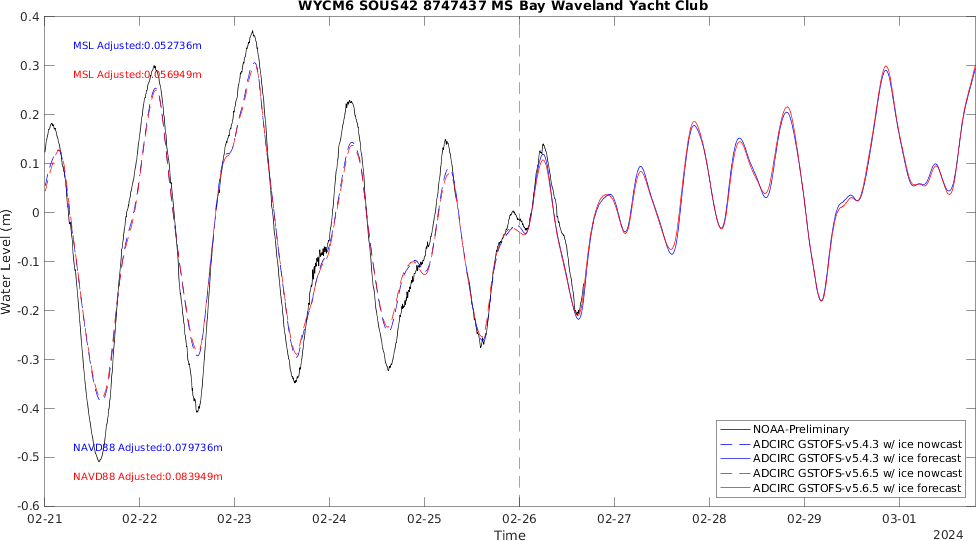 WYCM6 SOUS42 8747437 MS Bay Waveland Yacht Club
MSL Adjusted:0.052736m
MSL Adjusted:0.056949m
NAVD88 Adjusted:0.079736m
NAVD88 Adjusted:0.083949m
Water Level (m)
0.4
0.3
0.2
0.1
0
-0.1
-0.2
-0.3
-0.4
-0.5
-0.6
NOAA-Preliminary
ADCIRC GSTOFS-v5.4.3 w/ ice nowcast
ADCIRC GSTOFS-v5.4.3 w/ ice forecast
ADCIRC GSTOFS-v5.6.5 w/ ice nowcast
ADCIRC GSTOFS-v5.6.5 w/ ice forecast
02-21 02-22 02-23 02-24 02-25 02-26 02-27 02-28 02-29 03-01
Time
2024